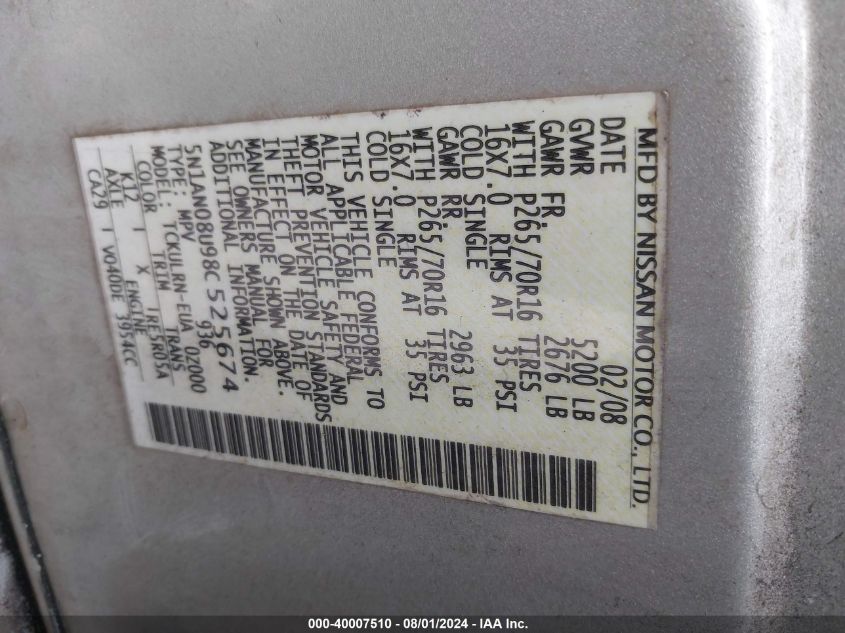 MFD BY NISSAN MOTOR CO., LTD.
DATE 02/08
GVWR 5200 LB
GAWR FR. 2676 LB
WITH P265/70R16 TIRES
16X7.0 RIMS AT 35 PSI
COLD SINGLE
GAWR RR 2963 LB
WITH P265/70R16 TIRES
16X7.0 RIMS AT 35 PSI
COLD SINGLE
THIS VEHICLE CONFORMS TO
ALL APPLICABLE FEDERAL
MOTOR VEHICLE SAFETY AND
THEFT PREVENTION STANDARDS
IN EFFECT ON THE DATE OF
MANUFACTURE SHOWN ABOVE.
SEE OWNERS MANUAL FOR
ADDITIONAL INFORMATION.
5N1AN08U98C525674
TYPE: MPV 936
MODEL: TCKULRN-EUA 02000
COLOR TRIM TRANS
K12 I X IRE5R05A
AXLE ENGINE
CA29 I VQ40DE 3954CC
000-40007510 - 08/01/2024 - IAA Inc.